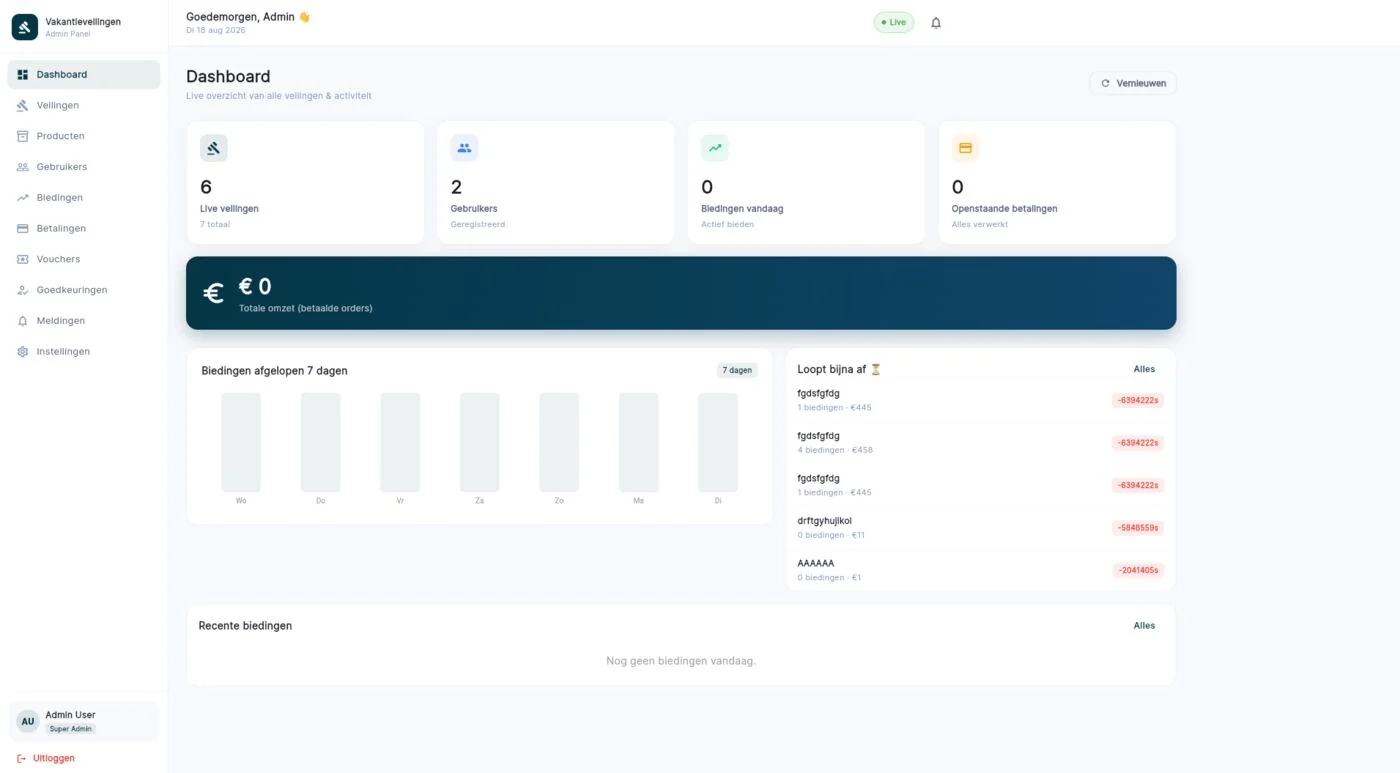 Vakantieveilingen
Admin Panel
Dashboard
Veilingen
Producten
Gebruikers
Biedingen
Betalingen
Vouchers
Goedkeuringen
Meldingen
Instellingen
AU
Admin User
Super Admin
Uitloggen
Goedemorgen, Admin 👋
Di 18 aug 2026
Live
Dashboard
Live overzicht van alle veilingen & activiteit
Vernieuwen
6
Live veilingen
7 totaal
2
Gebruikers
Geregistreerd
0
Biedingen vandaag
Actief bieden
0
Openstaande betalingen
Alles verwerkt
€
€ 0
Totale omzet (betaalde orders)
Biedingen afgelopen 7 dagen
7 dagen
Wo Do Vr Za Zo Ma Di
Loopt bijna af ⏳
Alles
fgdsfgfdg
1 biedingen · €445
-6394222s
fgdsfgfdg
4 biedingen · €458
-6394222s
fgdsfgfdg
1 biedingen · €445
-6394222s
drftgyhujikol
0 biedingen · €11
-5848559s
AAAAAA
0 biedingen · €1
-2041405s
Recente biedingen
Alles
Nog geen biedingen vandaag.